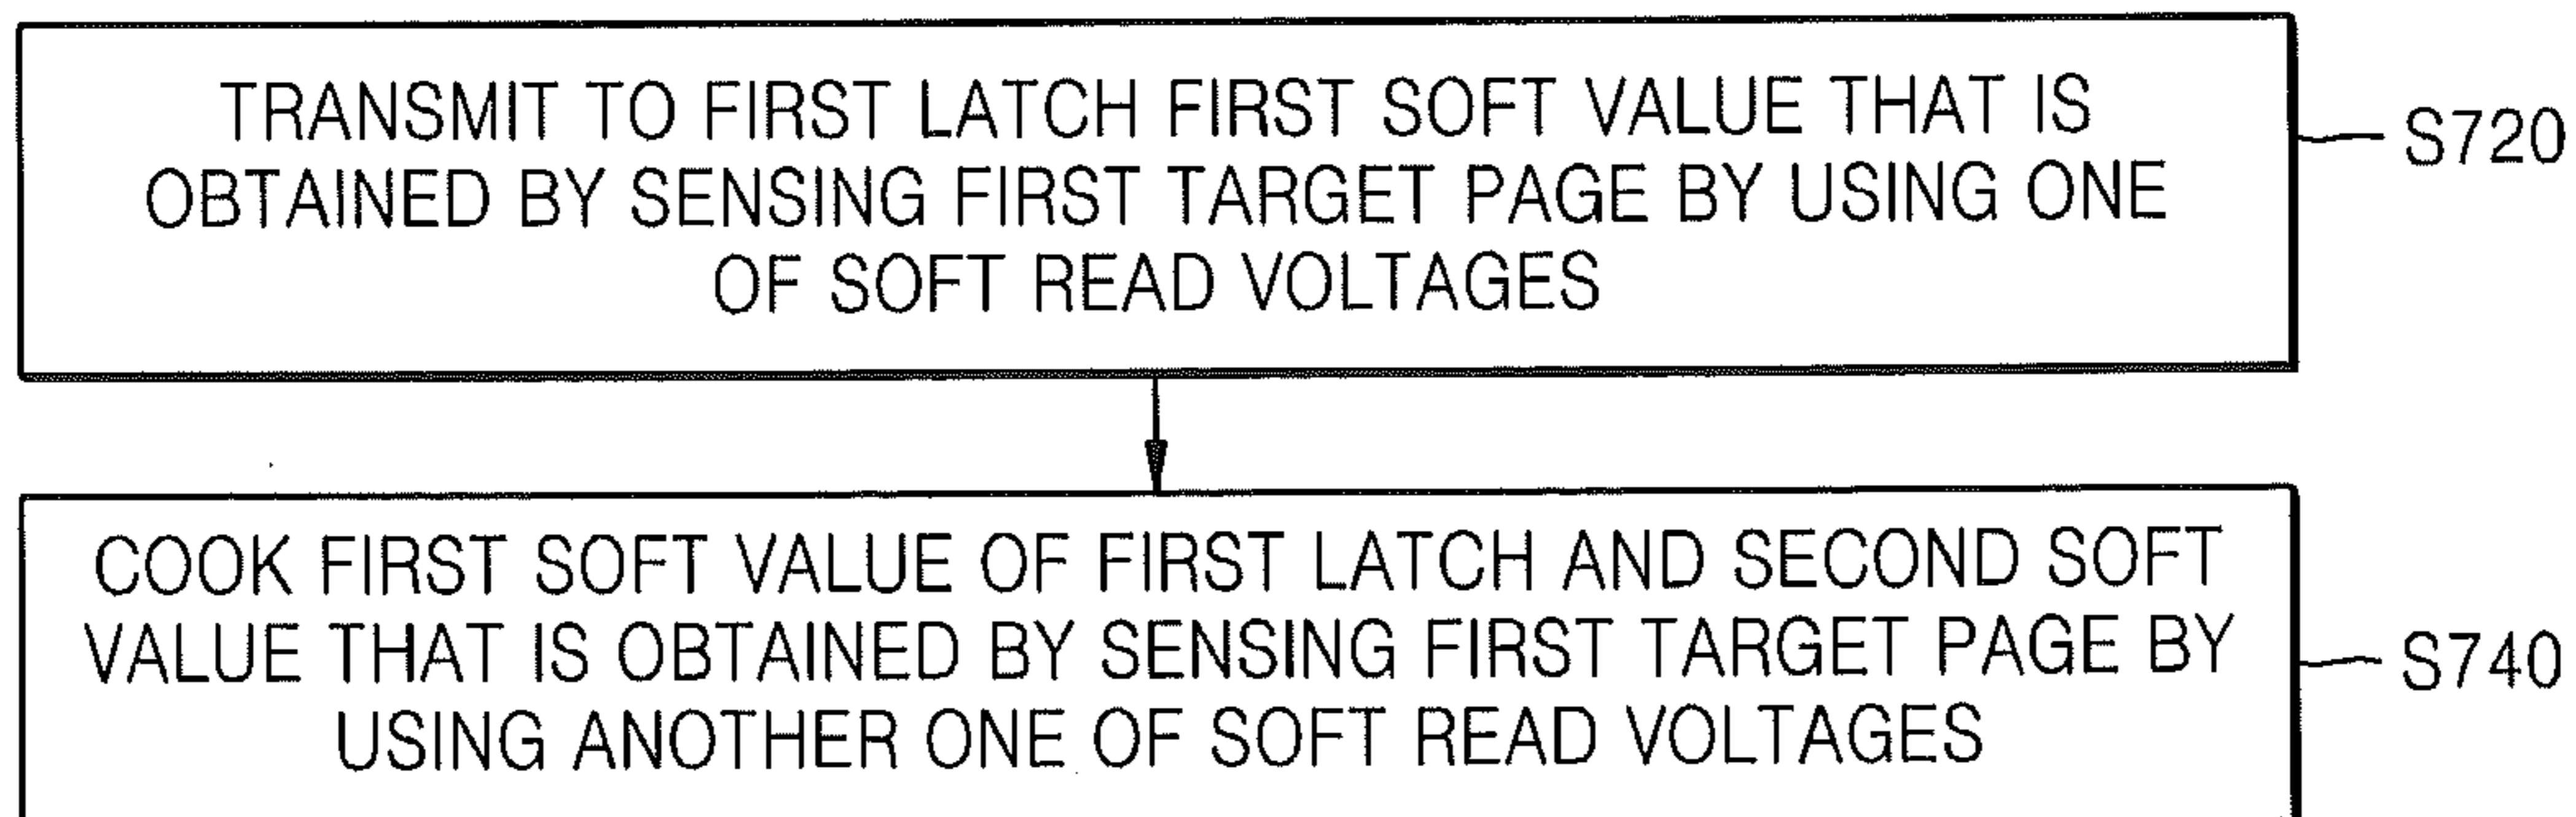 TRANSMIT TO FIRST LATCH FIRST SOFT VALUE THAT IS
OBTAINED BY SENSING FIRST TARGET PAGE BY USING ONE
OF SOFT READ VOLTAGES
S720
COOK FIRST SOFT VALUE OF FIRST LATCH AND SECOND SOFT
VALUE THAT IS OBTAINED BY SENSING FIRST TARGET PAGE BY
USING ANOTHER ONE OF SOFT READ VOLTAGES
S740